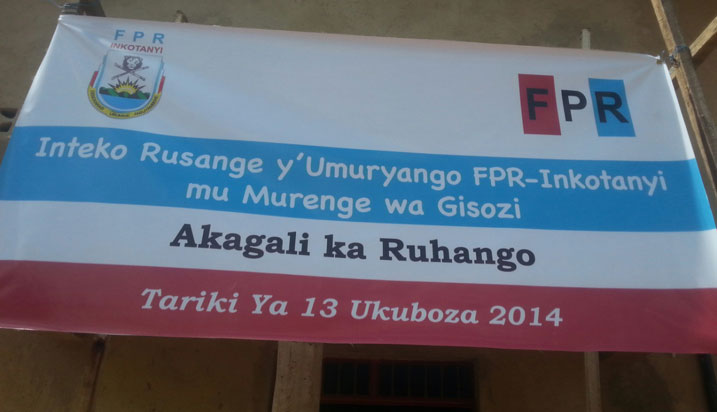 FPR
INKOTANYI
FPR
Inteko Rusange y'Umuryango FPR-Inkotanyi
mu Murenge wa Gisozi
Akagali ka Ruhango
Tariki Ya 13 Ukuboza 2014